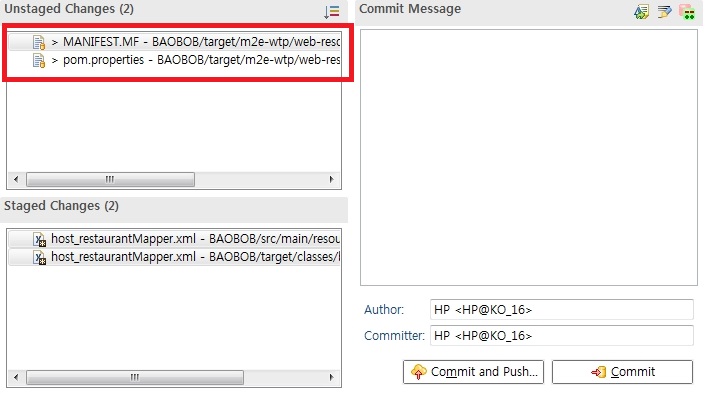 Unstaged Changes (2)
> MANIFEST.MF - BAOBOB/target/m2e-wtp/web-resc
> pom.properties - BAOBOB/target/m2e-wtp/web-res
Staged Changes (2)
host_restaurantMapper.xml - BAOBOB/src/main/resou
host_restaurantMapper.xml - BAOBOB/target/classes/l
Commit Message
Author:
HP <HP@KO_16>
Committer:
HP <HP@KO_16>
Commit and Push...
Commit